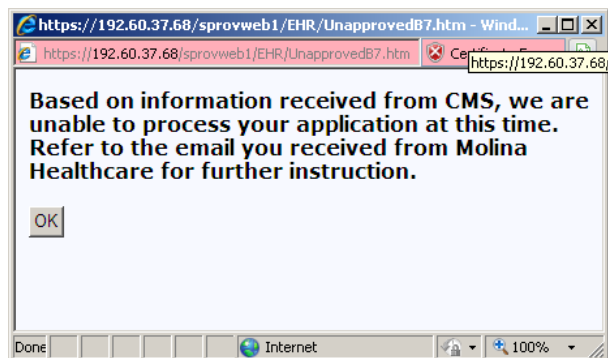 https://192.60.37.68/sprovweb1/EHR/UnapprovedB7.htm - Wind...
https://192.60.37.68/sprovweb1/EHR/UnapprovedB7.htm
https://192.60.37.68/
Based on information received from CMS, we are
unable to process your application at this time.
Refer to the email you received from Molina
Healthcare for further instruction.
OK
Done Internet 100%